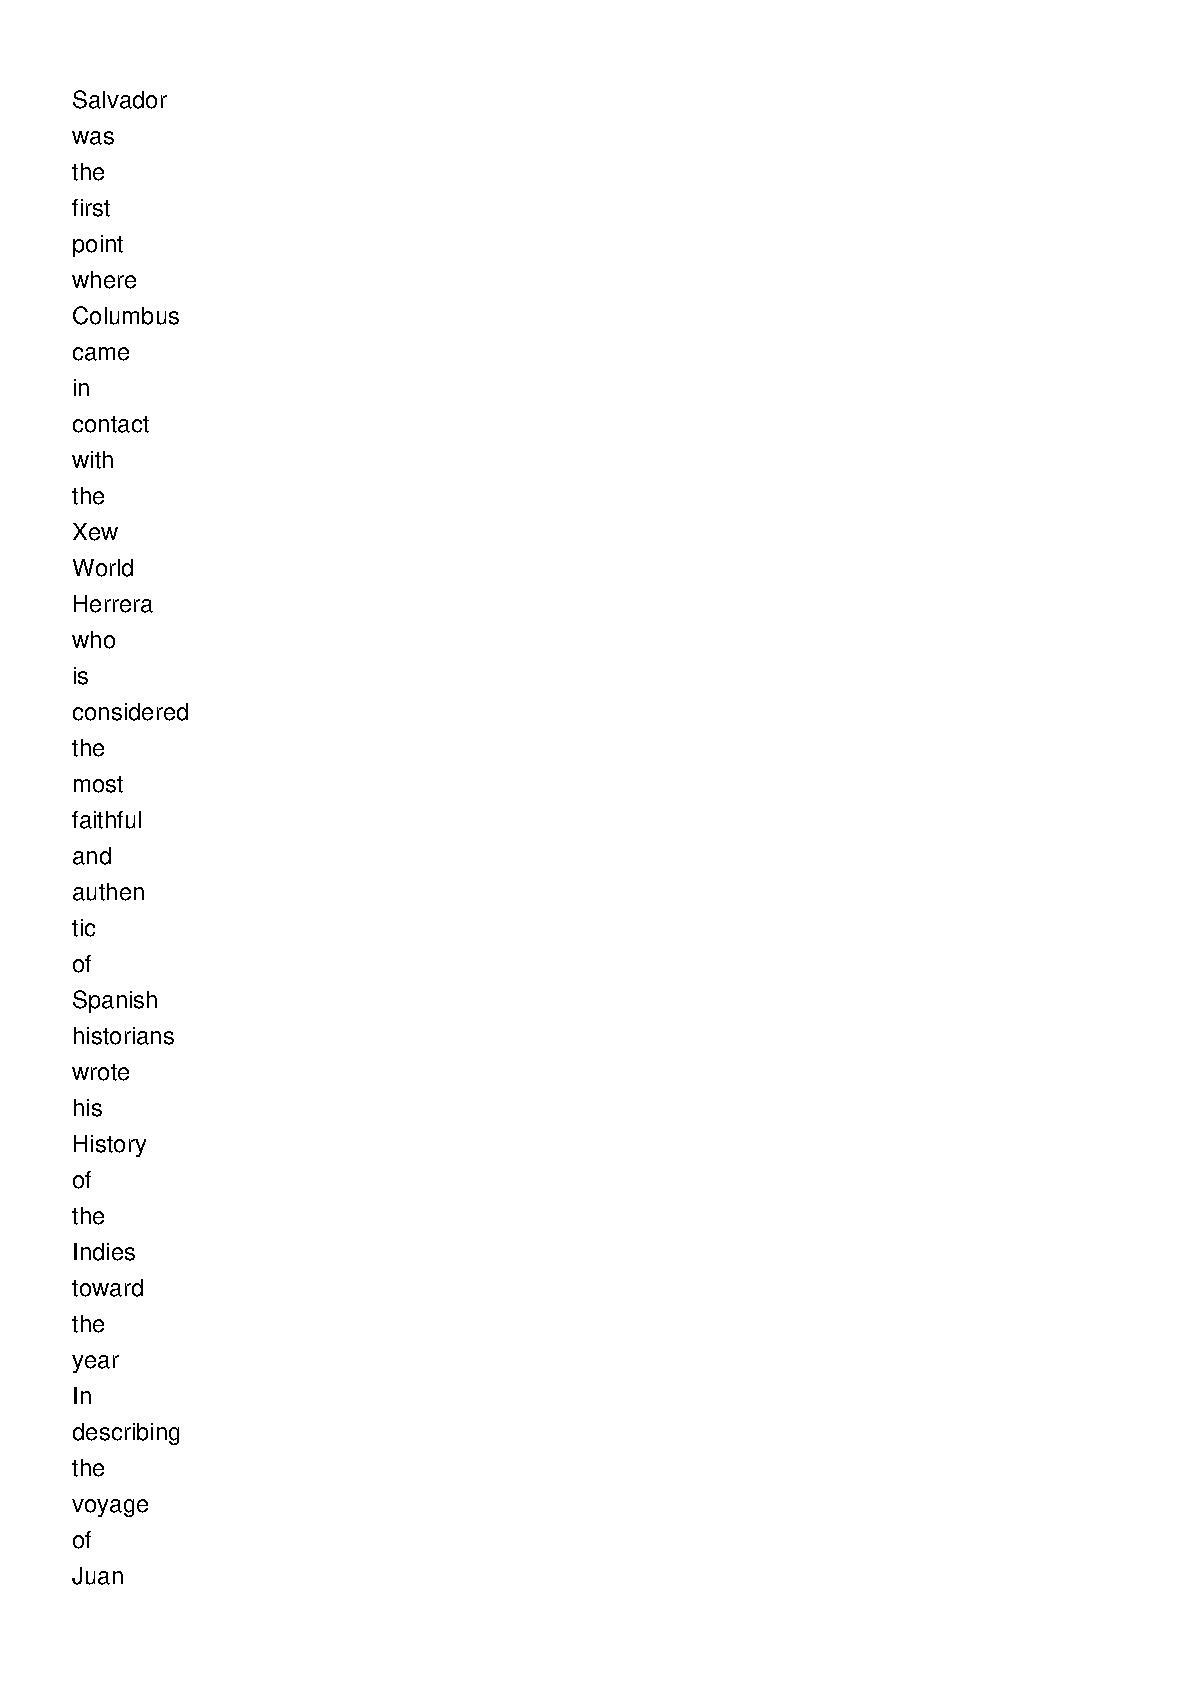 Salvador
was
the
first
point
where
Columbus
came
in
contact
with
the
Xew
World
Herrera
who
is
considered
the
most
faithful
and
authen
tic
of
Spanish
historians
wrote
his
History
of
the
Indies
toward
the
year
In
describing
the
voyage
of
Juan